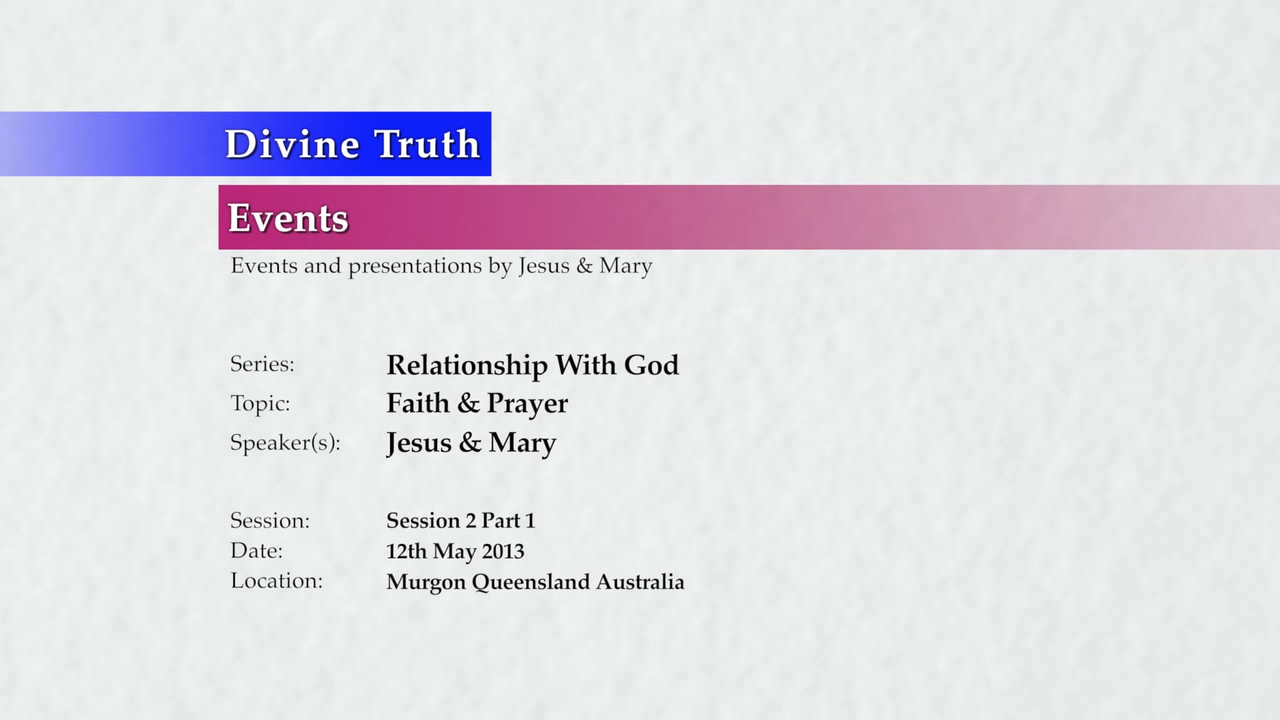 Divine Truth
Events
Events and presentations by Jesus & Mary
Series: Relationship With God
Topic: Faith & Prayer
Speaker(s): Jesus & Mary
Session: Session 2 Part 1
Date: 12th May 2013
Location: Murgon Queensland Australia